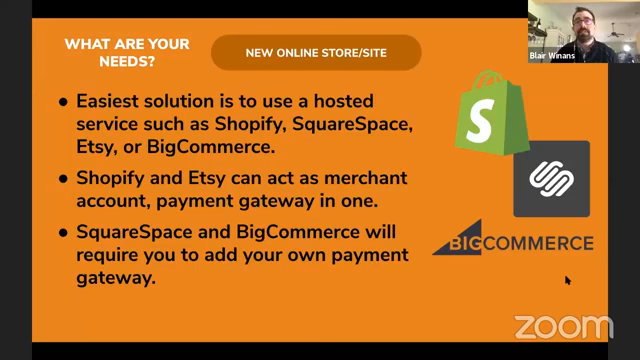 WHAT ARE YOUR
NEEDS?
NEW ONLINE STORE/SITE
Blair Winans
● Easiest solution is to use a hosted
service such as Shopify, SquareSpace,
Etsy, or BigCommerce.
● Shopify and Etsy can act as merchant
account, payment gateway in one.
● SquareSpace and BigCommerce will
require you to add your own payment
gateway.
S
BIGCOMMERCE
zoom